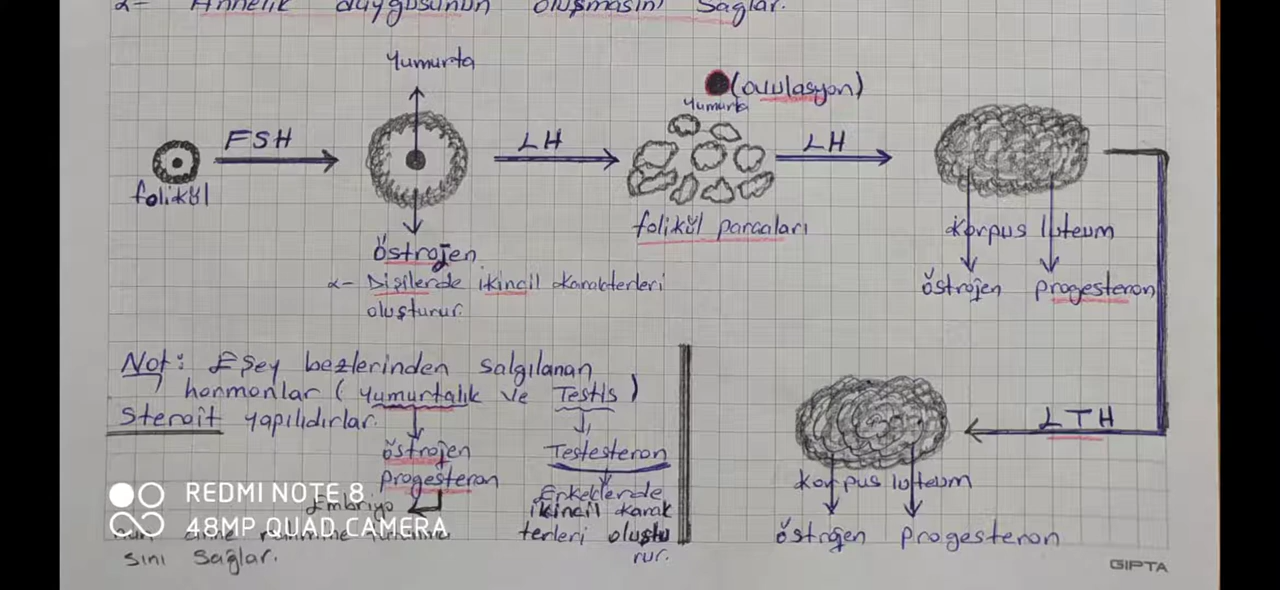 α- Annelik duygusunun oluşmasını sağlar.
Yumurta
(ovulasyon)
Yumurta
FSH
LH
LH
folikül
folikül parçaları
korpus luteum
östrojen
α- Dişilerde ikincil karakterleri
oluşturur.
östrojen progesteron
Not: Eşey bezlerinden salgılanan
hormonlar (yumurtalık ve Testis)
Steroit yapılıdırlar.
östrojen
progesteron
Embriyo
sını sağlar.
Testesteron
Erkeklerde
ikincil karak
terleri oluştu
rur.
LTH
korpus luteum
östrojen progesteron
REDMI NOTE 8
48MP QUAD CAMERA
GIPTA